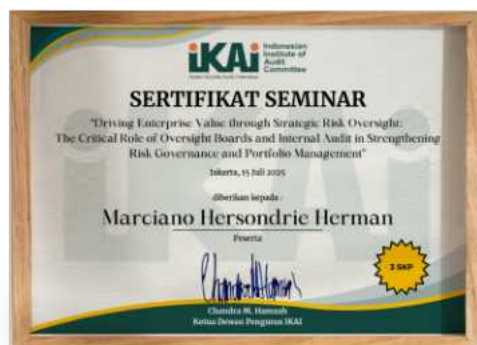 iKAi
Indonesian
Institute of
Audit
Committee
SERTIFIKAT SEMINAR
"Driving Enterprise Value through Strategic Risk Oversight:
The Critical Role of Oversight Boards and Internal Audit in Strengthening
Risk Governance and Portfolio Management"
Jakarta, 15 Juli 2025
diberikan kepada :
Marciano Hersondrie Herman
Peserta
3 SKP
Chandra M. Hamzah
Ketua Dewan Pengurus IKAI